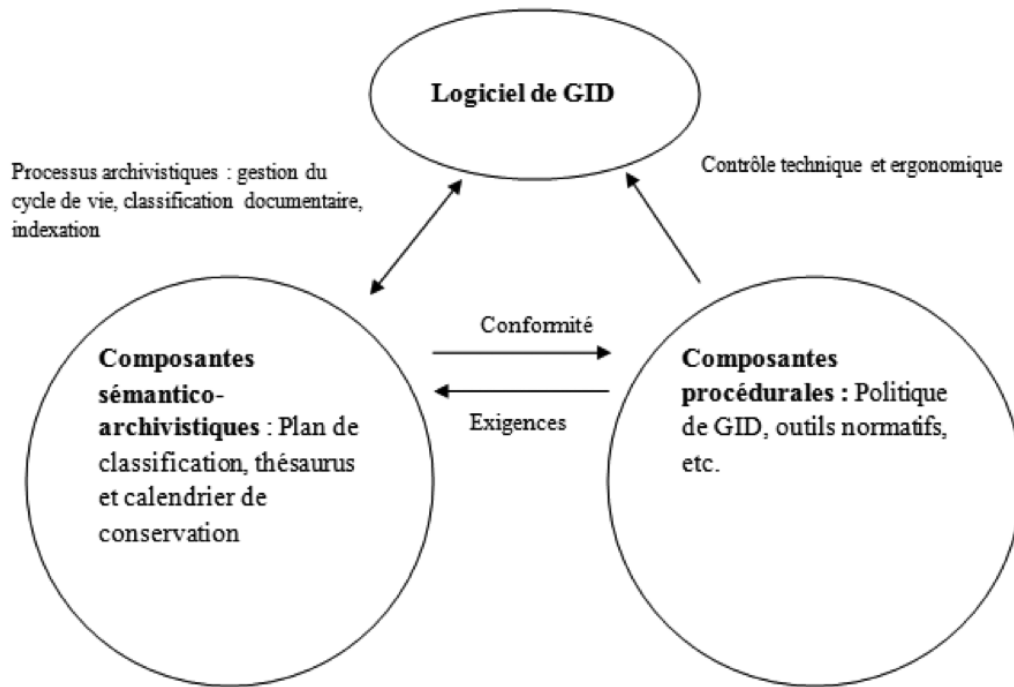 Logiciel de GID
Processus archivistiques : gestion du
cycle de vie, classification documentaire,
indexation
Contrôle technique et ergonomique
Conformité
Exigences
Composantes
sémantico-
archivistiques : Plan de
classification, thésaurus
et calendrier de
conservation
Composantes
procédurales : Politique
de GID, outils normatifs,
etc.